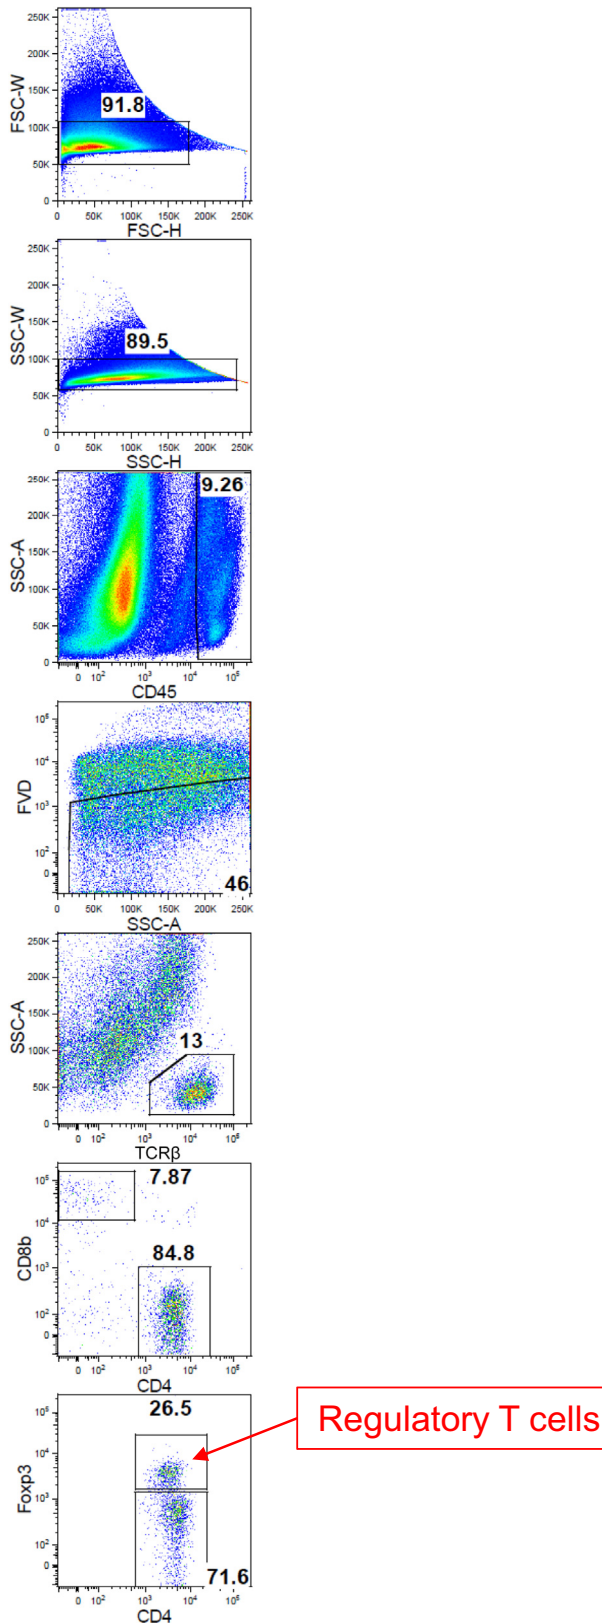 250K
200K
150K
100K
50K
0
FSC-W
91.8
0 50K 100K 150K 200K 250K
FSC-H
250K
200K
150K
100K
50K
0
SSC-W
89.5
0 50K 100K 150K 200K 250K
SSC-H
250K
200K
150K
100K
50K
0
SSC-A
9.26
0 10² 10³ 10⁴ 10⁵
CD45
10⁵
10⁴
10³
10²
0
FVD
46
0 50K 100K 150K 200K 250K
SSC-A
250K
200K
150K
100K
50K
0
SSC-A
13
0 10² 10³ 10⁴ 10⁵
TCRβ
10⁵
10⁴
10³
10²
0
CD8b
7.87
84.8
0 10² 10³ 10⁴ 10⁵
CD4
10⁵
10⁴
10³
10²
0
Foxp3
26.5
Regulatory T cells
71.6
0 10² 10³ 10⁴ 10⁵
CD4